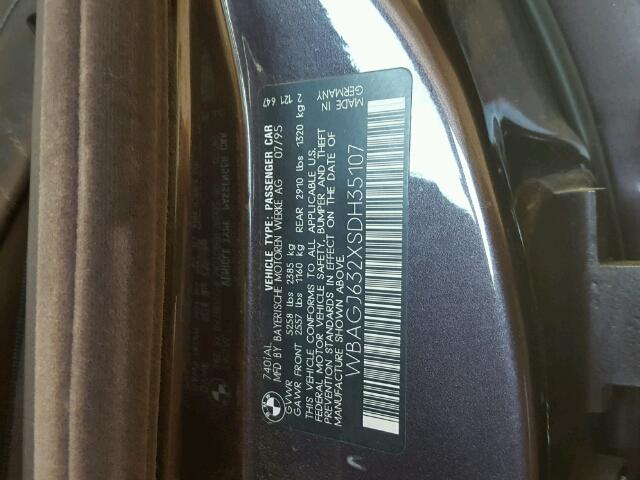 740IAL
VEHICLE TYPE: PASSENGER CAR
MFD BY BAYERISCHE MOTOREN WERKE AG 07/95
GVWR 5258 lbs 2385 kg
GAWR FRONT 2557 lbs 1160 kg REAR 2910 lbs 1320 kg
THIS VEHICLE CONFORMS TO ALL APPLICABLE U.S.
FEDERAL MOTOR VEHICLE SAFETY, BUMPER AND THEFT
PREVENTION STANDARDS IN EFFECT ON THE DATE OF
MANUFACTURE SHOWN ABOVE.
WBAGJ632XSDH35107
2 121 647
MADE IN
GERMANY